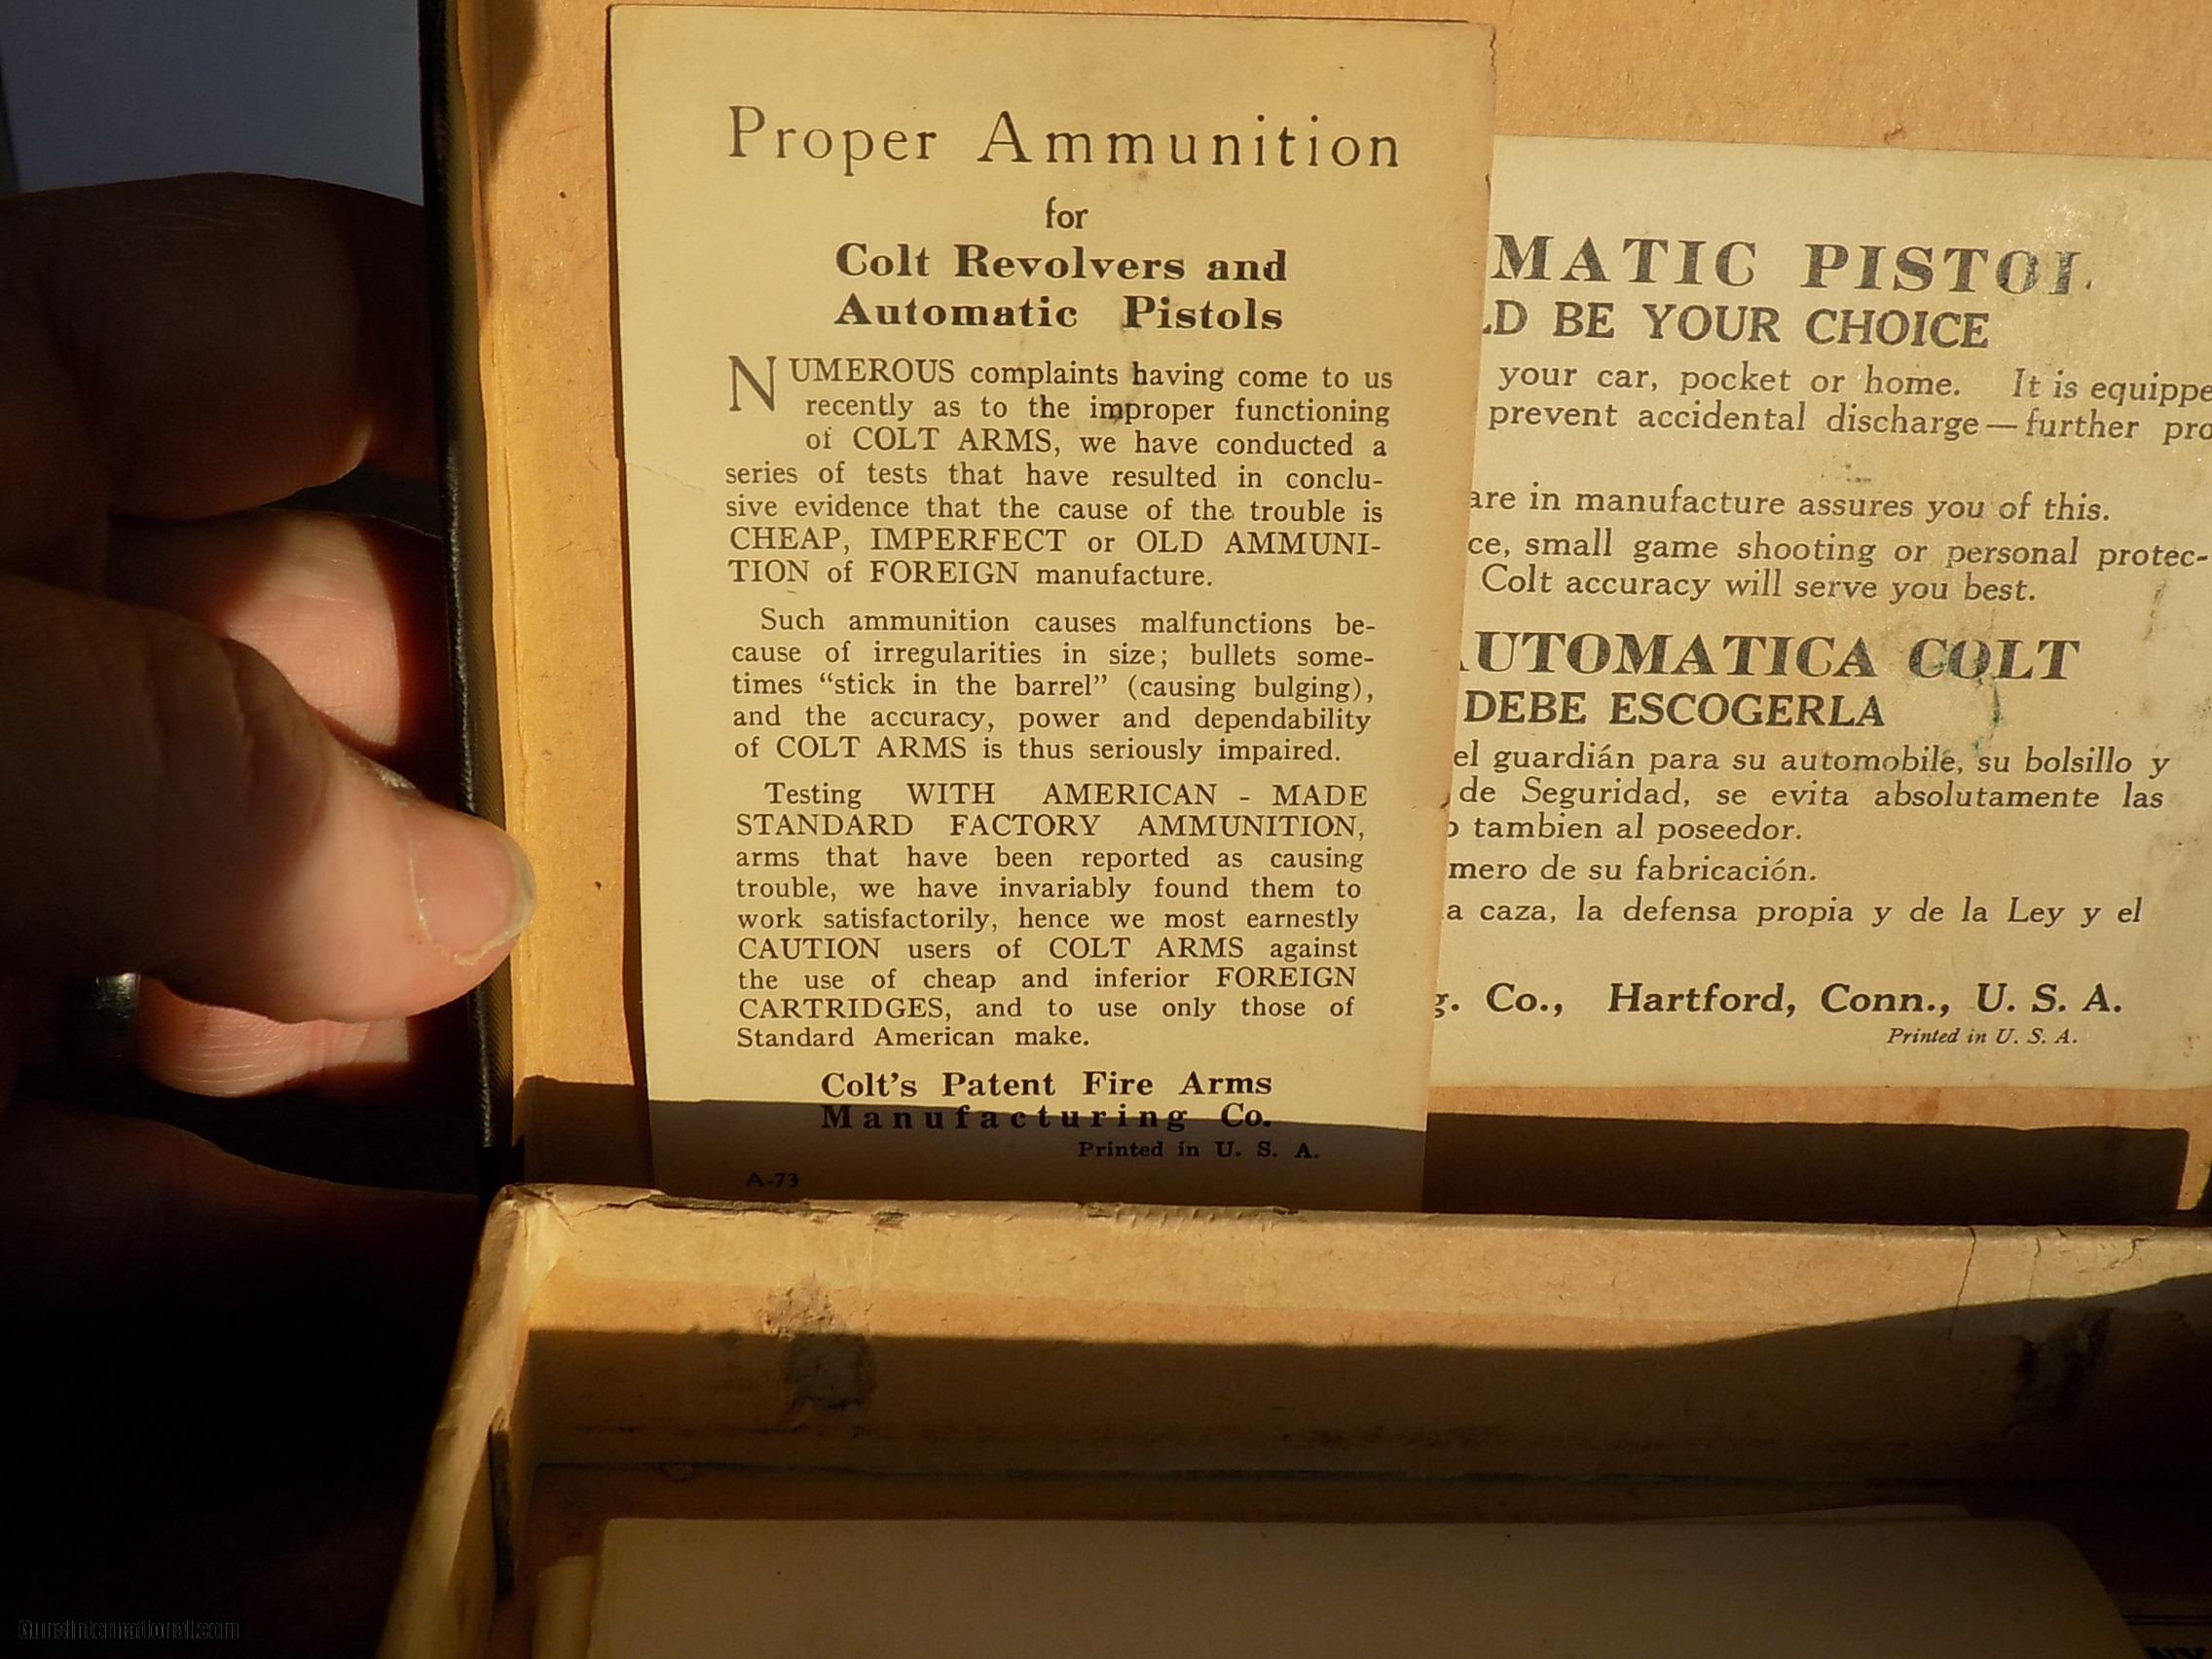 Proper Ammunition
for
Colt Revolvers and
Automatic Pistols
NUMEROUS complaints having come to us
recently as to the improper functioning
of COLT ARMS, we have conducted a
series of tests that have resulted in conclu-
sive evidence that the cause of the trouble is
CHEAP, IMPERFECT or OLD AMMUNI-
TION of FOREIGN manufacture.
Such ammunition causes malfunctions be-
cause of irregularities in size; bullets some-
times “stick in the barrel” (causing bulging),
and the accuracy, power and dependability
of COLT ARMS is thus seriously impaired.
Testing WITH AMERICAN - MADE
STANDARD FACTORY AMMUNITION,
arms that have been reported as causing
trouble, we have invariably found them to
work satisfactorily, hence we most earnestly
CAUTION users of COLT ARMS against
the use of cheap and inferior FOREIGN
CARTRIDGES, and to use only those of
Standard American make.
Colt's Patent Fire Arms
Manufacturing Co.
Printed in U. S. A.
A-73
MATIC PISTOL
LD BE YOUR CHOICE
your car, pocket or home. It is equippe
prevent accidental discharge—further pro
are in manufacture assures you of this.
ce, small game shooting or personal protec-
Colt accuracy will serve you best.
AUTOMATICA COLT
DEBE ESCOGERLA
el guardián para su automobile, su bolsillo y
de Seguridad, se evita absolutamente las
o tambien al poseedor.
mero de su fabricación.
a caza, la defensa propia y de la Ley y el
g. Co., Hartford, Conn., U. S. A.
Printed in U. S. A.
GunsInternational.com